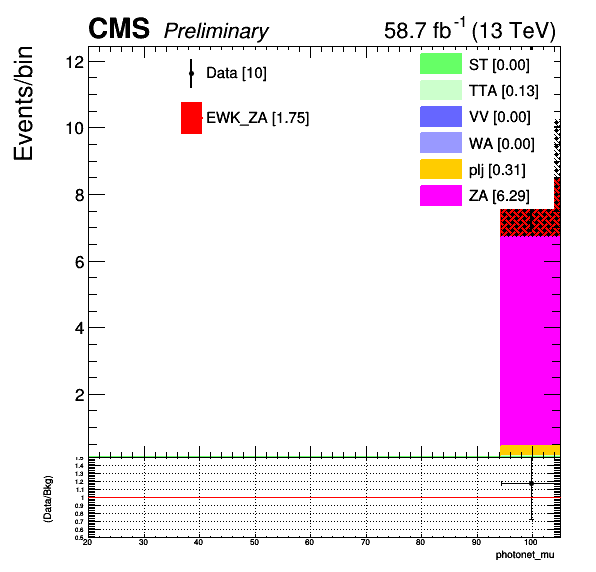 CMS Preliminary 58.7 fb⁻¹ (13 TeV)
Events/bin
12
10
8
6
4
2
Data [10]
EWK_ZA [1.75]
ST [0.00]
TTA [0.13]
VV [0.00]
WA [0.00]
plj [0.31]
ZA [6.29]
(Data/Bkg)
1.5
1.4
1.3
1.2
1.1
1
0.9
0.8
0.7
0.6
0.5
20 30 40 50 60 70 80 90 100
photonet_mu